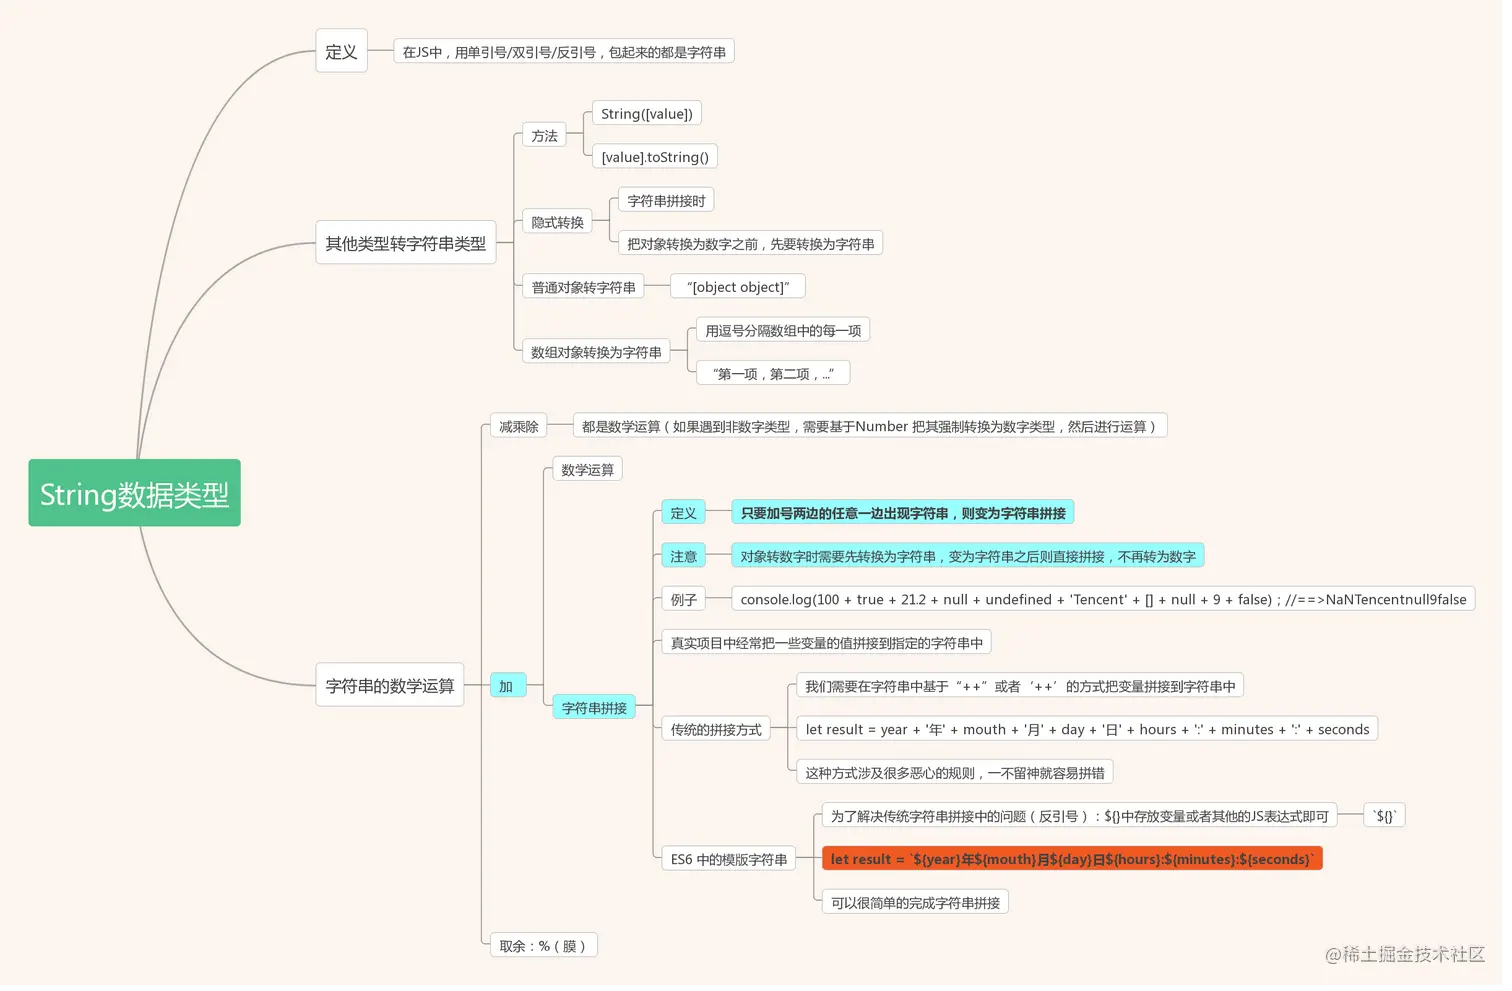 定义
在JS中，用单引号/双引号/反引号，包起来的都是字符串
String([value])
方法
[value].toString()
字符串拼接时
隐式转换
其他类型转字符串类型
把对象转换为数字之前，先要转换为字符串
普通对象转字符串
“[object object]”
用逗号分隔数组中的每一项
数组对象转换为字符串
“第一项，第二项，...”
减乘除
都是数学运算（如果遇到非数字类型，需要基于Number 把其强制转换为数字类型，然后进行运算）
数学运算
String数据类型
定义
只要加号两边的任意一边出现字符串，则变为字符串拼接
注意
对象转数字时需要先转换为字符串，变为字符串之后则直接拼接，不再转为数字
例子
console.log(100 + true + 21.2 + null + undefined + 'Tencent' + [] + null + 9 + false)；//==>NaNTencentnull9false
真实项目中经常把一些变量的值拼接到指定的字符串中
字符串的数学运算
加
我们需要在字符串中基于“++”或者‘++’的方式把变量拼接到字符串中
字符串拼接
传统的拼接方式
let result = year + '年' + mouth + '月' + day + '日' + hours + ':' + minutes + ':' + seconds
这种方式涉及很多恶心的规则，一不留神就容易拼错
为了解决传统字符串拼接中的问题（反引号）：${}中存放变量或者其他的JS表达式即可
`${}`
ES6 中的模版字符串
let result = `${year}年${mouth}月${day}日${hours}:${minutes}:${seconds}`
可以很简单的完成字符串拼接
取余：%（膜）
@稀土掘金技术社区